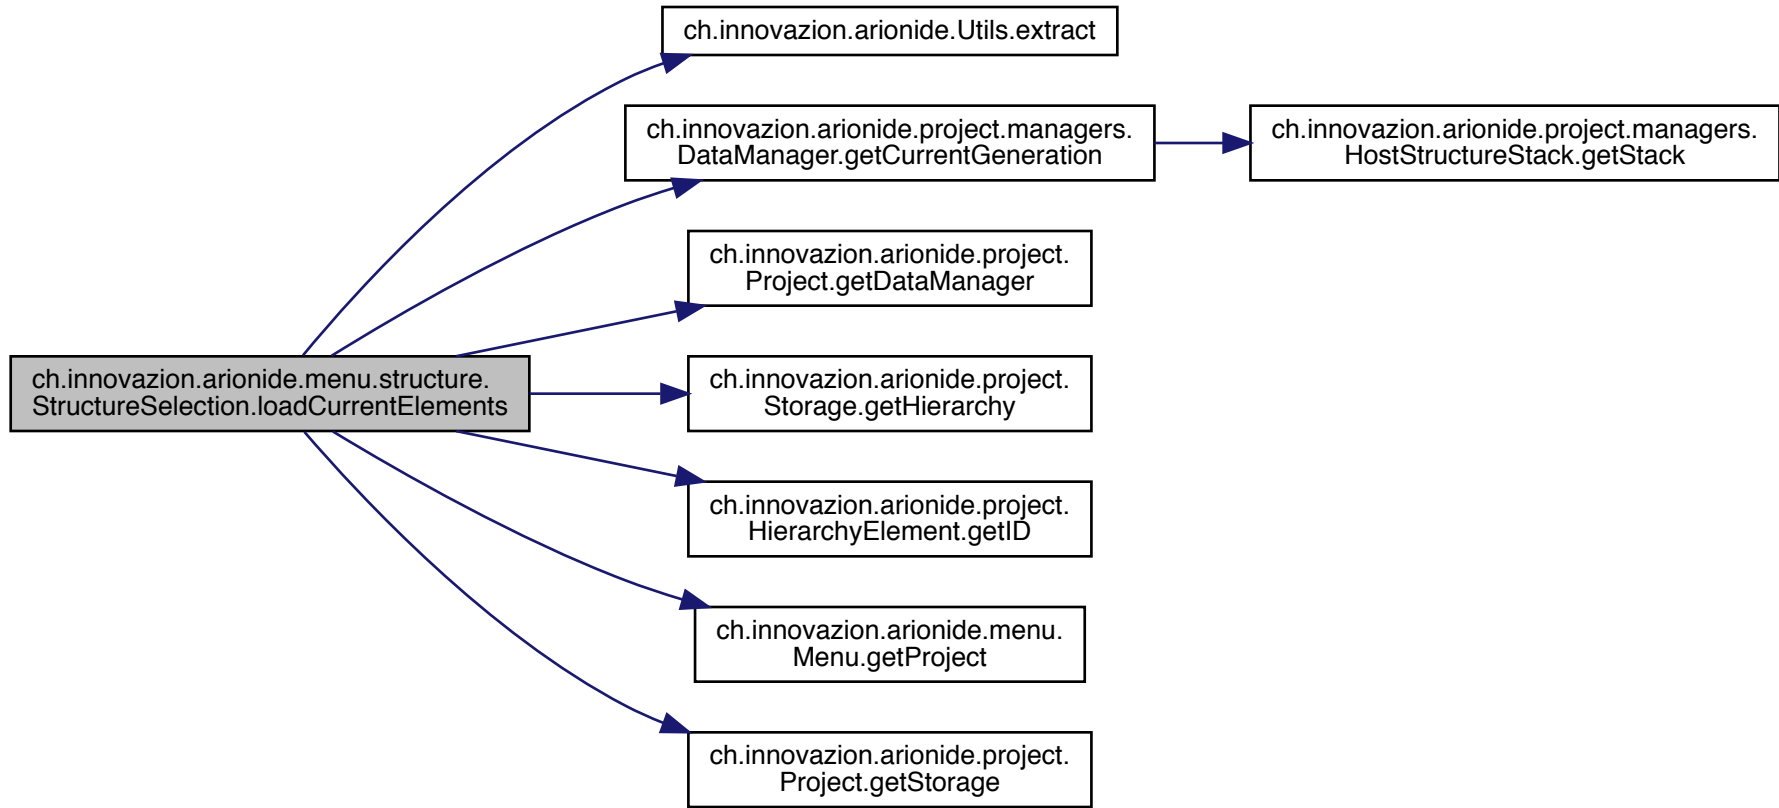 ch.innovazion.arionide.Utils.extract
ch.innovazion.arionide.project.managers.
DataManager.getCurrentGeneration
ch.innovazion.arionide.project.managers.
HostStructureStack.getStack
ch.innovazion.arionide.project.
Project.getDataManager
ch.innovazion.arionide.menu.structure.
StructureSelection.loadCurrentElements
ch.innovazion.arionide.project.
Storage.getHierarchy
ch.innovazion.arionide.project.
HierarchyElement.getID
ch.innovazion.arionide.menu.
Menu.getProject
ch.innovazion.arionide.project.
Project.getStorage